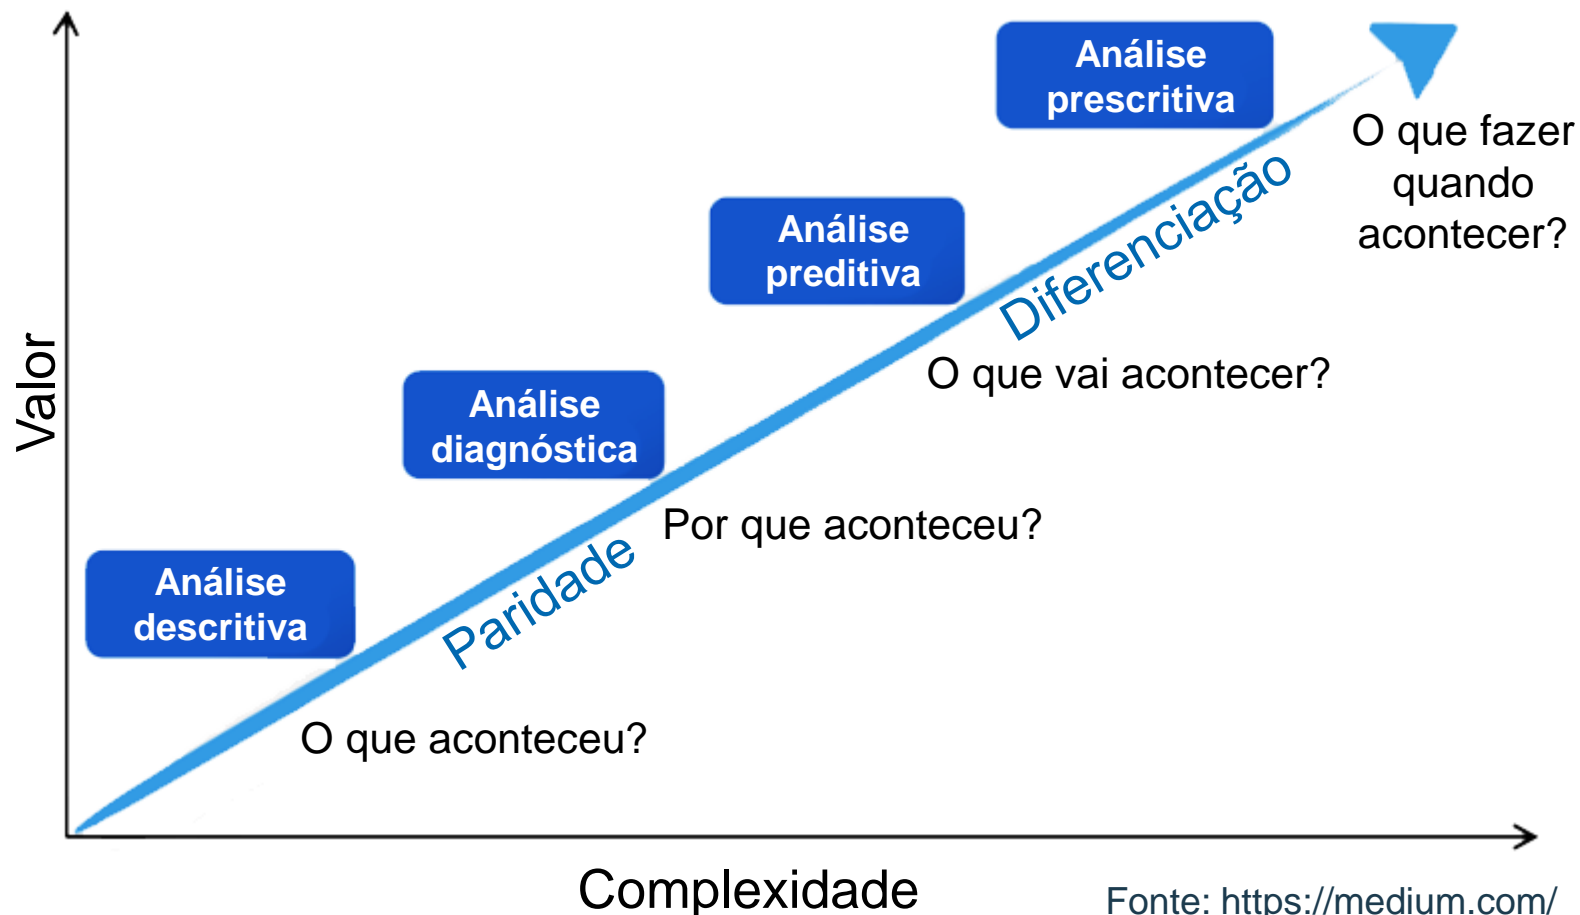 Análise
prescritiva
O que fazer
quando
acontecer?
Análise
preditiva
Diferenciação
O que vai acontecer?
Valor
Análise
diagnóstica
Por que aconteceu?
Paridade
Análise
descritiva
O que aconteceu?
Complexidade
Fonte: https://medium.com/